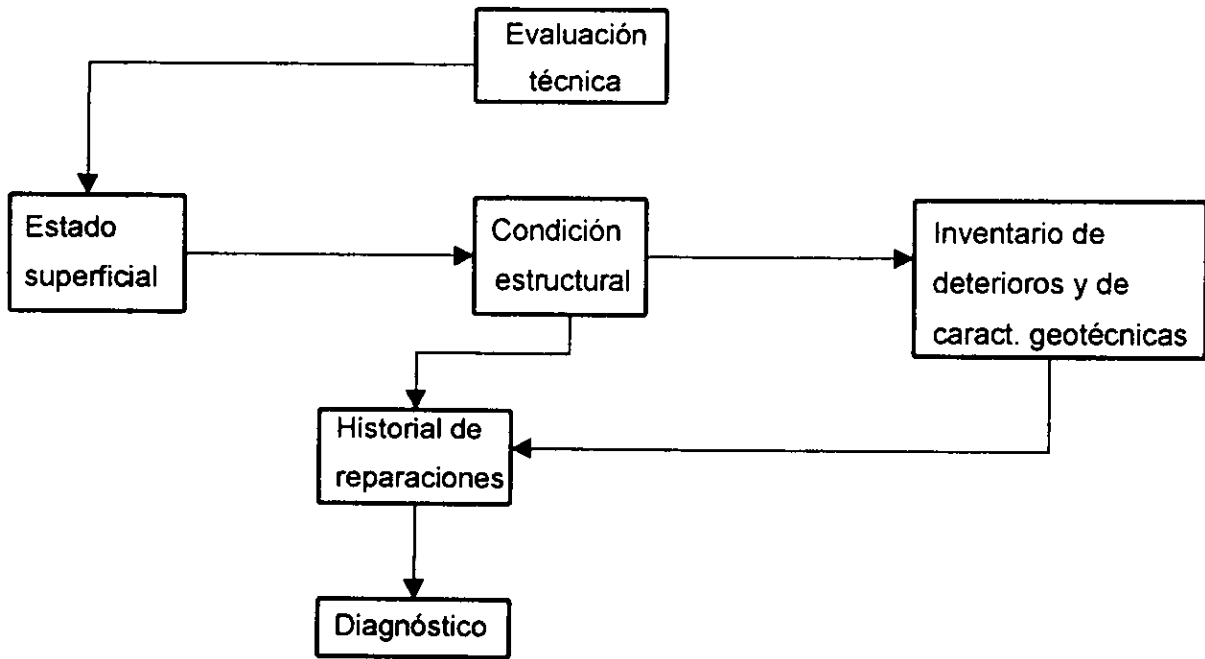 Evaluación
técnica
Estado
superficial
Condición
estructural
Inventario de
deterioros y de
caract. geotécnicas
Historial de
reparaciones
Diagnóstico